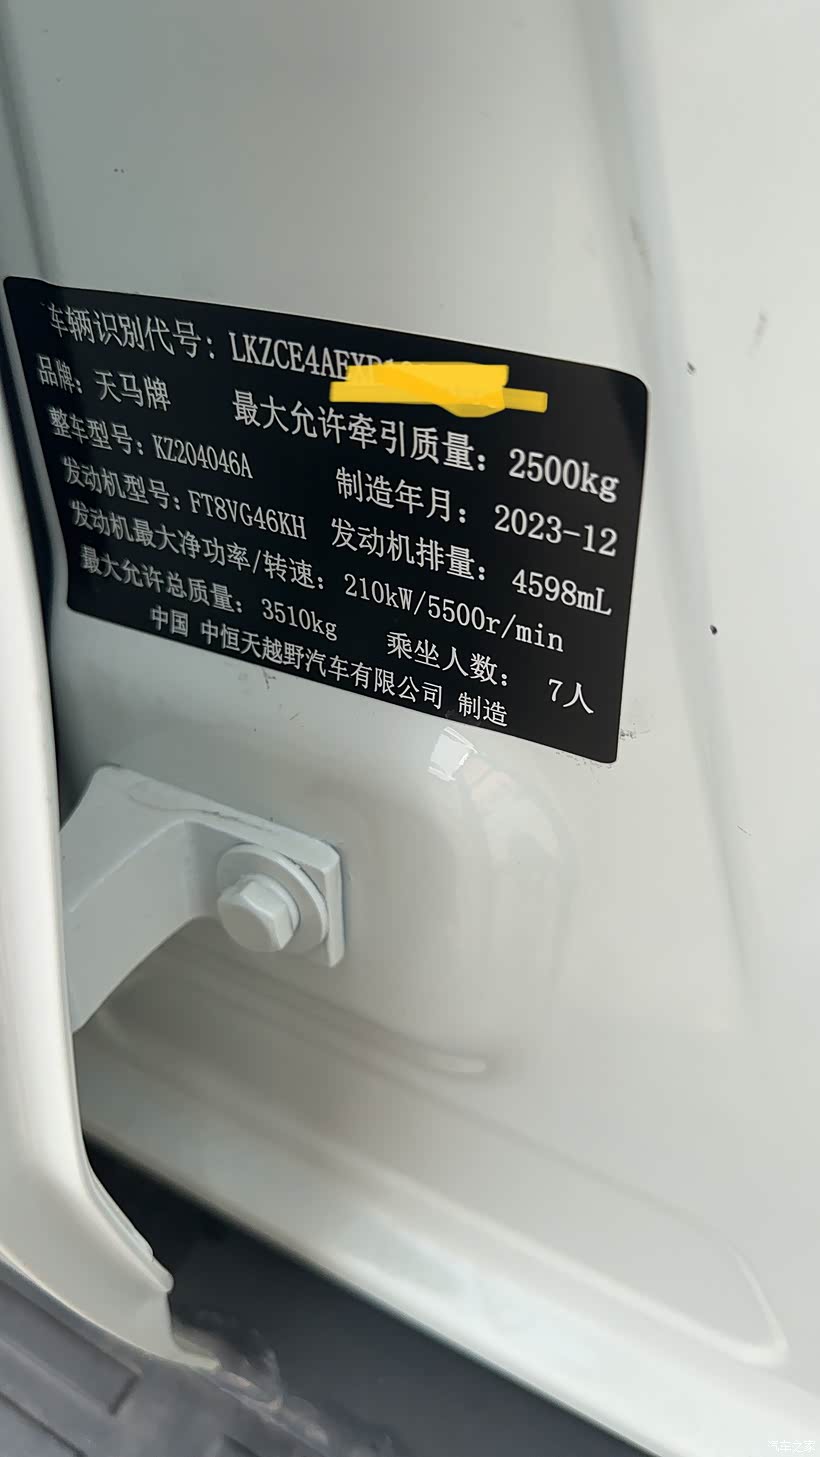 车辆识别代号：LKZCE4AE
品牌：天马牌 最大允许牵引质量：2500kg
整车型号：KZ204046A 制造年月：2023-12
发动机型号：FT8VG46KH 发动机排量：4598mL
发动机最大净功率/转速：210kW/5500r/min
最大允许总质量：3510kg 乘坐人数：7人
中国 中恒天越野汽车有限公司 制造
汽车之家